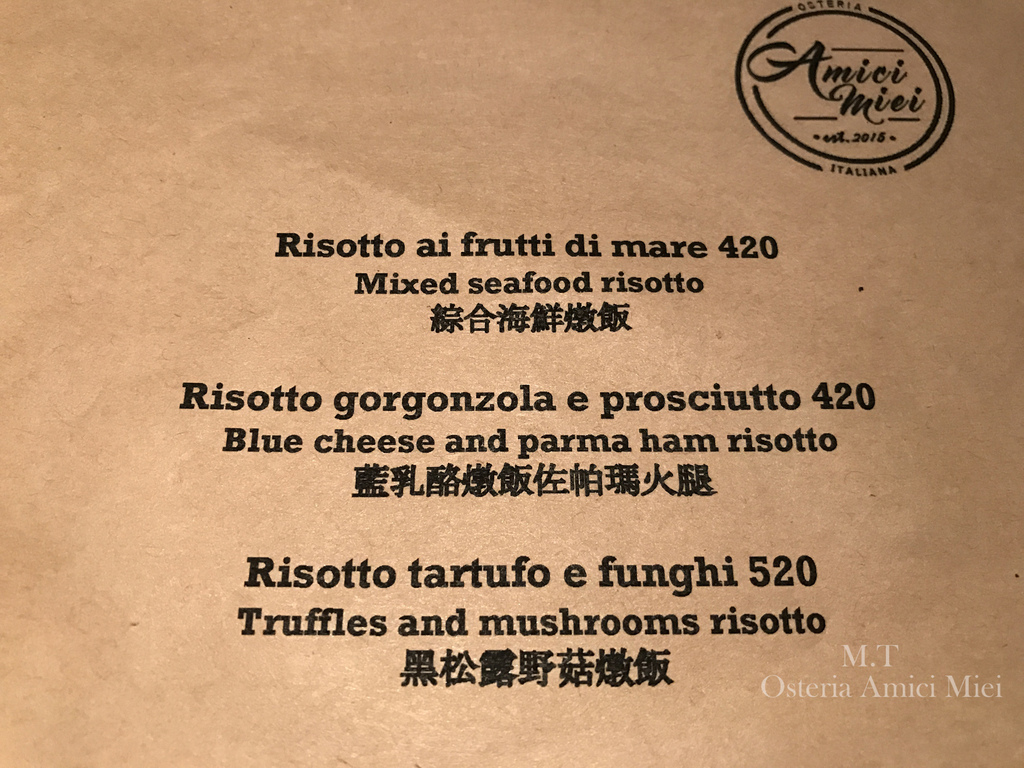 OSTERIA
Amici
Miei
est. 2015
ITALIANA
Risotto ai frutti di mare 420
Mixed seafood risotto
綜合海鮮燉飯
Risotto gorgonzola e prosciutto 420
Blue cheese and parma ham risotto
藍乳酪燉飯佐帕瑪火腿
Risotto tartufo e funghi 520
Truffles and mushrooms risotto
黑松露野菇燉飯
M.T
Osteria Amici Miei